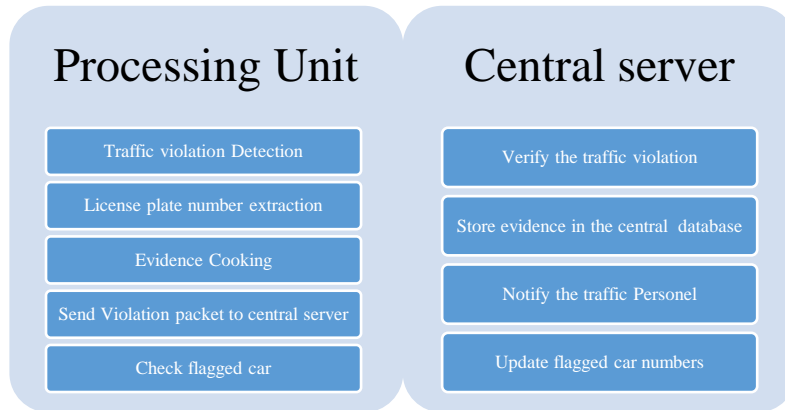 Processing Unit
Traffic violation Detection
License plate number extraction
Evidence Cooking
Send Violation packet to central server
Check flagged car
Central server
Verify the traffic violation
Store evidence in the central database
Notify the traffic Personel
Update flagged car numbers